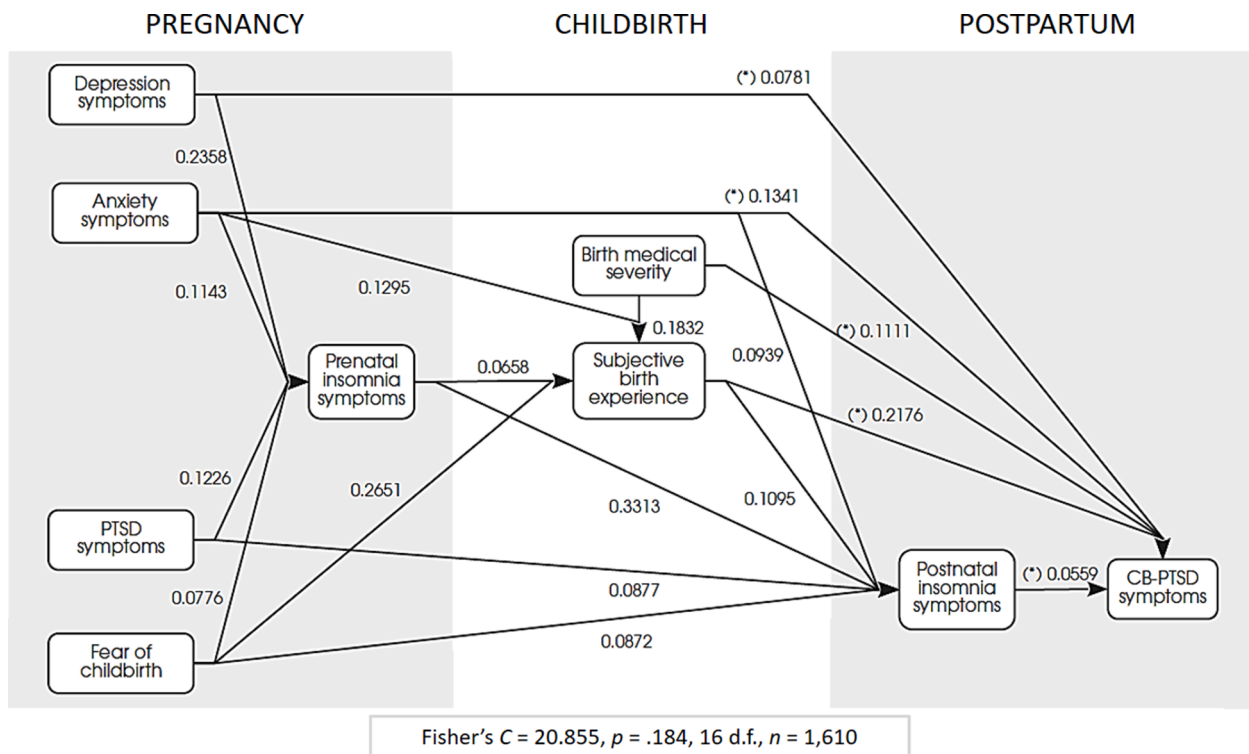 PREGNANCY
CHILDBIRTH
POSTPARTUM
Depression
symptoms
(*) 0.0781
0.2358
Anxiety
symptoms
(*) 0.1341
Birth medical
severity
0.1143
0.1295
0.1832
(*) 0.1111
0.0939
Prenatal
insomnia
symptoms
0.0658
Subjective
birth
experience
(*) 0.2176
0.1226
0.2651
0.3313
0.1095
PTSD
symptoms
Postnatal
insomnia
symptoms
(*) 0.0559
CB-PTSD
symptoms
0.0776
0.0877
0.0872
Fear of
childbirth
Fisher's C = 20.855, p = .184, 16 d.f., n = 1,610